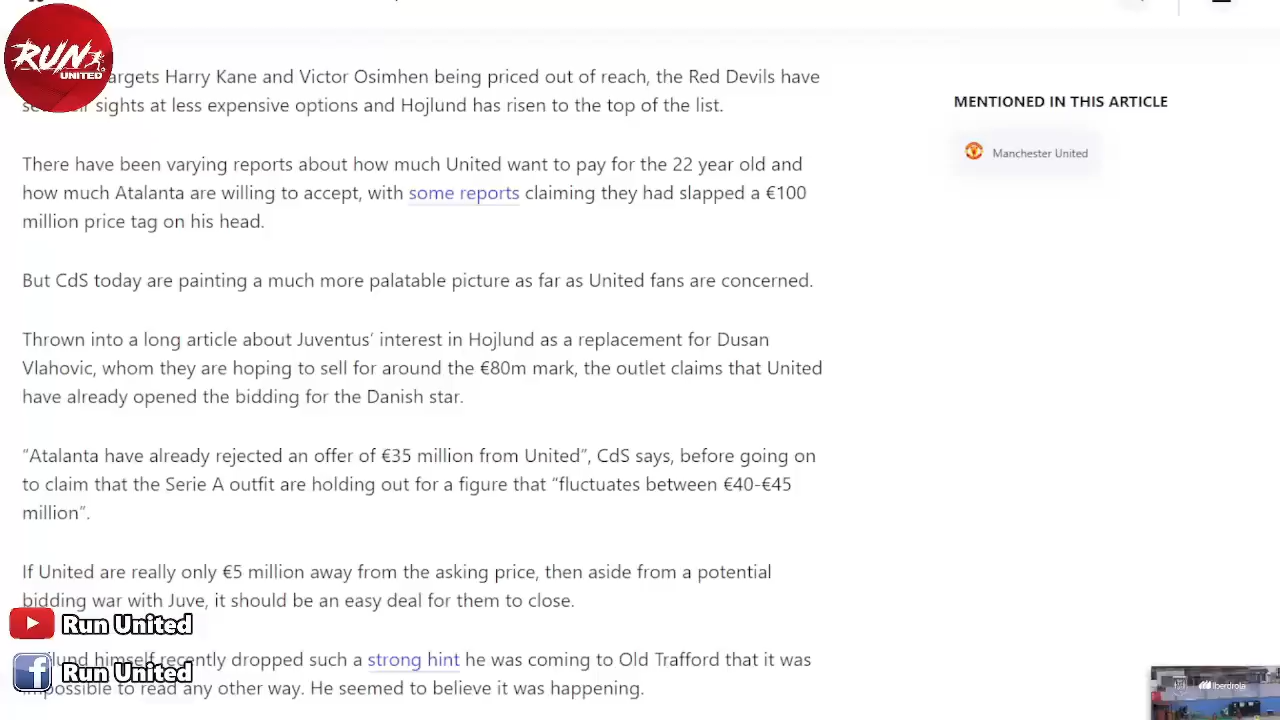 RUN
UNITED
argets Harry Kane and Victor Osimhen being priced out of reach, the Red Devils have
sights at less expensive options and Hojlund has risen to the top of the list.
MENTIONED IN THIS ARTICLE
Manchester United
There have been varying reports about how much United want to pay for the 22 year old and
how much Atalanta are willing to accept, with some reports claiming they had slapped a €100
million price tag on his head.
But CdS today are painting a much more palatable picture as far as United fans are concerned.
Thrown into a long article about Juventus’ interest in Hojlund as a replacement for Dusan
Vlahovic, whom they are hoping to sell for around the €80m mark, the outlet claims that United
have already opened the bidding for the Danish star.
“Atalanta have already rejected an offer of €35 million from United”, CdS says, before going on
to claim that the Serie A outfit are holding out for a figure that “fluctuates between €40-€45
million”.
If United are really only €5 million away from the asking price, then aside from a potential
bidding war with Juve, it should be an easy deal for them to close.
Run United
lund himself recently dropped such a strong hint he was coming to Old Trafford that it was
Run United
possible to read any other way. He seemed to believe it was happening.
Iberdrola